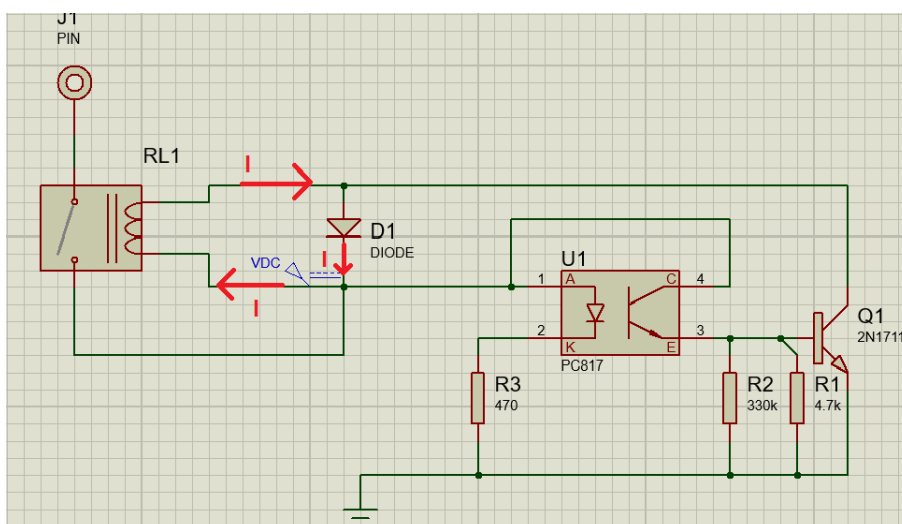 J1
PIN
RL1
I
D1
DIODE
I
VDC
I
U1
1
A
C
4
2
K
E
3
PC817
Q1
2N1711
R3
470
R2
330k
R1
4.7k